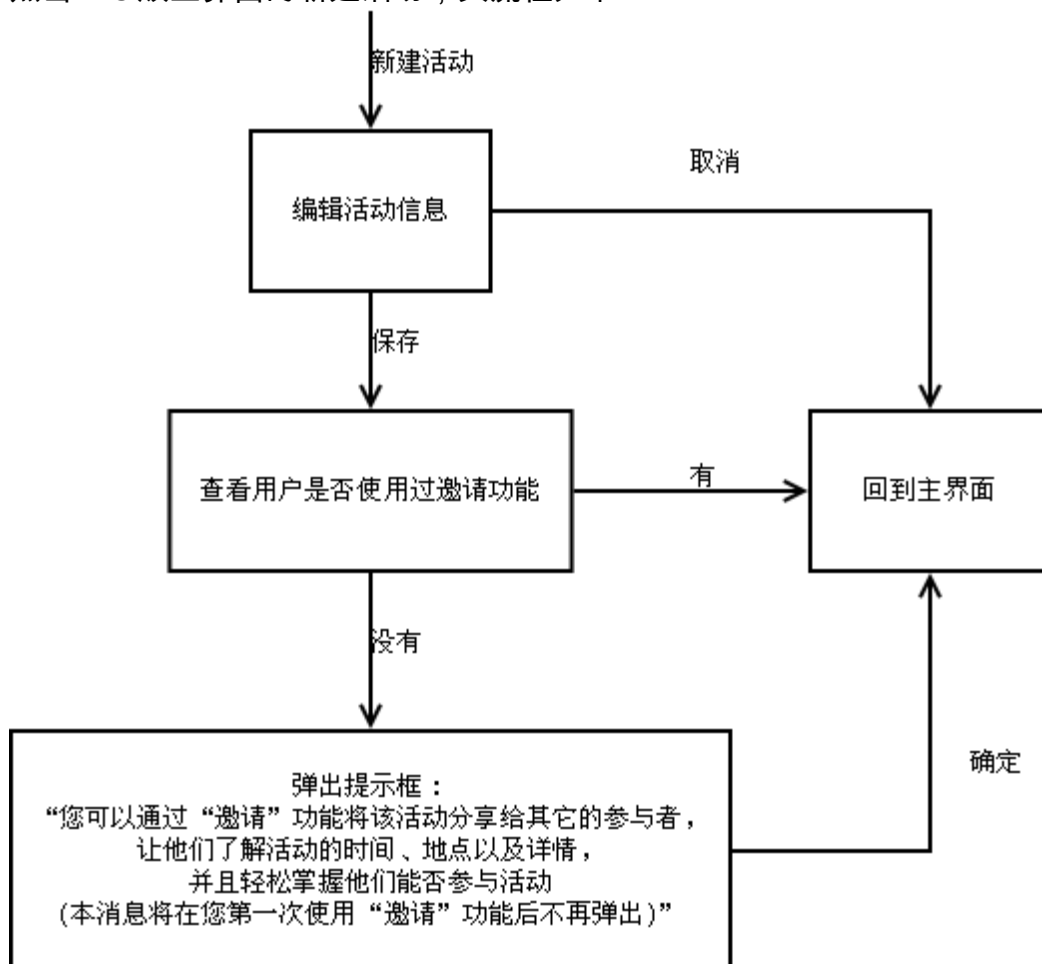 新建活动
取消
编辑活动信息
保存
查看用户是否使用过邀请功能
有
回到主界面
没有
确定
弹出提示框：
“您可以通过“邀请”功能将该活动分享给其它的参与者，
让他们了解活动的时间、地点以及详情，
并且轻松掌握他们能否参与活动
(本消息将在您第一次使用“邀请”功能后不再弹出)”